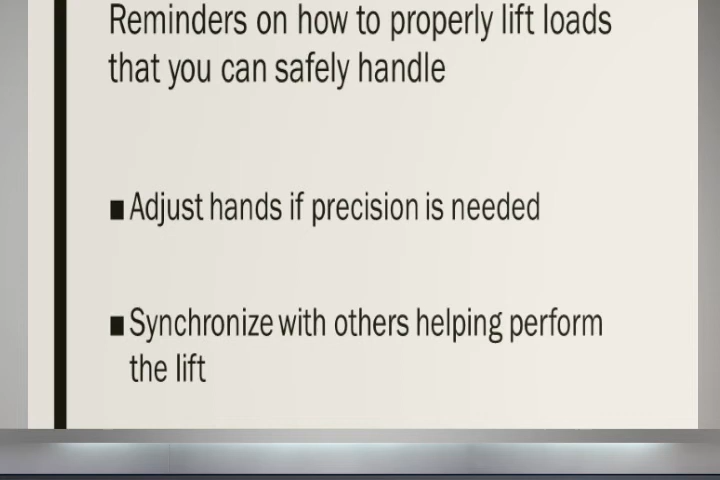 Reminders on how to properly lift loads
that you can safely handle
■ Adjust hands if precision is needed
■ Synchronize with others helping perform
the lift